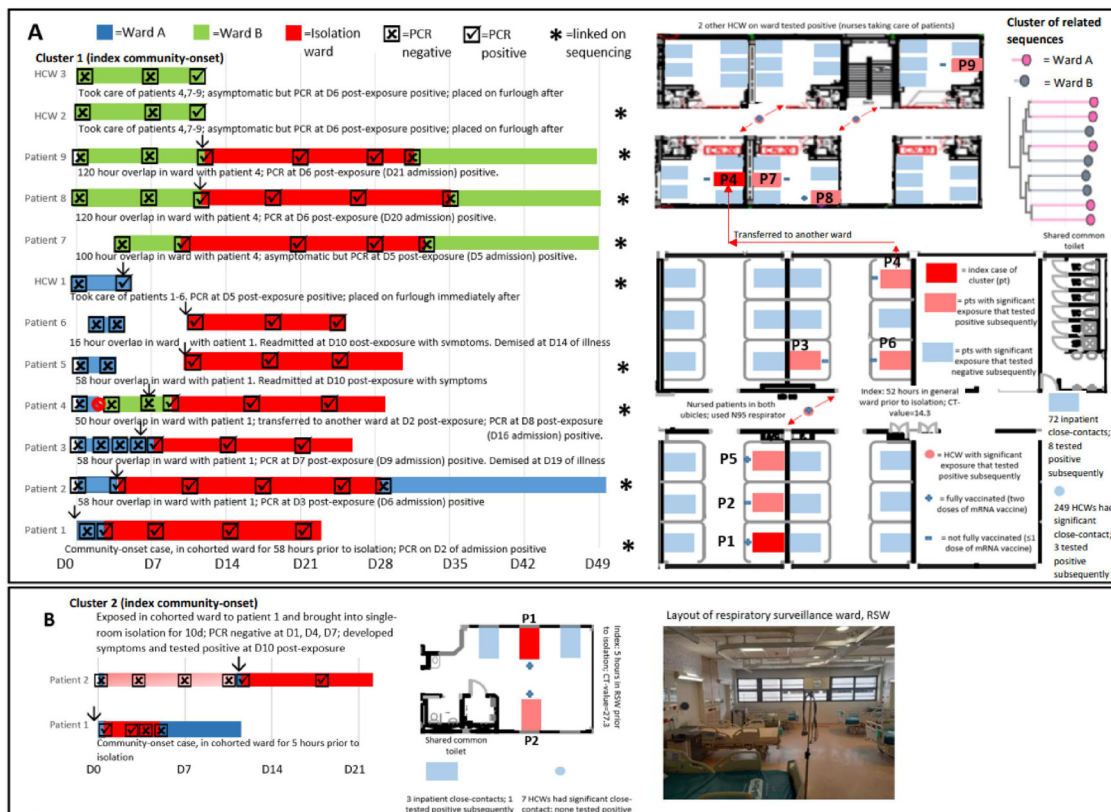 A
=Ward A
=Ward B
=Isolation ward
=PCR negative
=PCR positive
* =linked on sequencing
Cluster 1 (index community-onset)
HCW 3
Took care of patients 4,7-9; asymptomatic but PCR at D6 post-exposure positive; placed on furlough after
HCW 2
*
Took care of patients 4,7-9; asymptomatic but PCR at D6 post-exposure positive; placed on furlough after
Patient 9
*
120 hour overlap in ward with patient 4; PCR at D6 post-exposure (D21 admission) positive.
Patient 8
*
120 hour overlap in ward with patient 4; PCR at D6 post-exposure (D20 admission) positive.
Patient 7
*
100 hour overlap in ward with patient 4; asymptomatic but PCR at D5 post-exposure (D5 admission) positive.
HCW 1
*
Took care of patients 1-6. PCR at D5 post-exposure positive; placed on furlough immediately after
Patient 6
16 hour overlap in ward with patient 1. Readmitted at D10 post-exposure with symptoms. Demised at D14 of illness
Patient 5
*
58 hour overlap in ward with patient 1. Readmitted at D10 post-exposure with symptoms
Patient 4
*
50 hour overlap in ward with patient 1; transferred to another ward at D2 post-exposure; PCR at D8 post-exposure
(D16 admission) positive.
Patient 3
58 hour overlap in ward with patient 1; PCR at D7 post-exposure (D9 admission) positive. Demised at D19 of illness
Patient 2
*
58 hour overlap in ward with patient 1; PCR at D3 post-exposure (D6 admission) positive
Patient 1
*
Community-onset case, in cohorted ward for 58 hours prior to isolation; PCR on D2 of admission positive
D0 D7 D14 D21 D28 D35 D42 D49
2 other HCW on ward tested positive (nurses taking care of patients)
P9
P4
P7
P8
Transferred to another ward
P4
P3
P6
Nursed patients in both
ubicles; used N95 respirator
Index: 52 hours in general
ward prior to isolation; CT-
value=14.3
P5
P2
P1
= index case of
cluster (pt)
= pts with significant
exposure that tested
positive subsequently
= pts with significant
exposure that tested
negative subsequently
= HCW with significant
exposure that tested
positive subsequently
= fully vaccinated (two
doses of mRNA vaccine)
= not fully vaccinated (≤1
dose of mRNA vaccine)
Cluster of related
sequences
= Ward A
= Ward B
Shared common
toilet
72 inpatient
close-contacts;
8 tested
positive
subsequently
249 HCWs had
significant
close-contact;
3 tested
positive
subsequently
B
Cluster 2 (index community-onset)
Exposed in cohorted ward to patient 1 and brought into single-
room isolation for 10d; PCR negative at D1, D4, D7; developed
symptoms and tested positive at D10 post-exposure
Patient 2
Patient 1
Community-onset case, in cohorted ward for 5 hours prior to
isolation
D0 D7 D14 D21
P1
P2
Index: 5 hours in RSW prior
to isolation; CT-value=27.3
Shared common
toilet
3 inpatient close-contacts; 1
tested positive subsequently
7 HCWs had significant close-
contact; none tested positive
Layout of respiratory surveillance ward, RSW